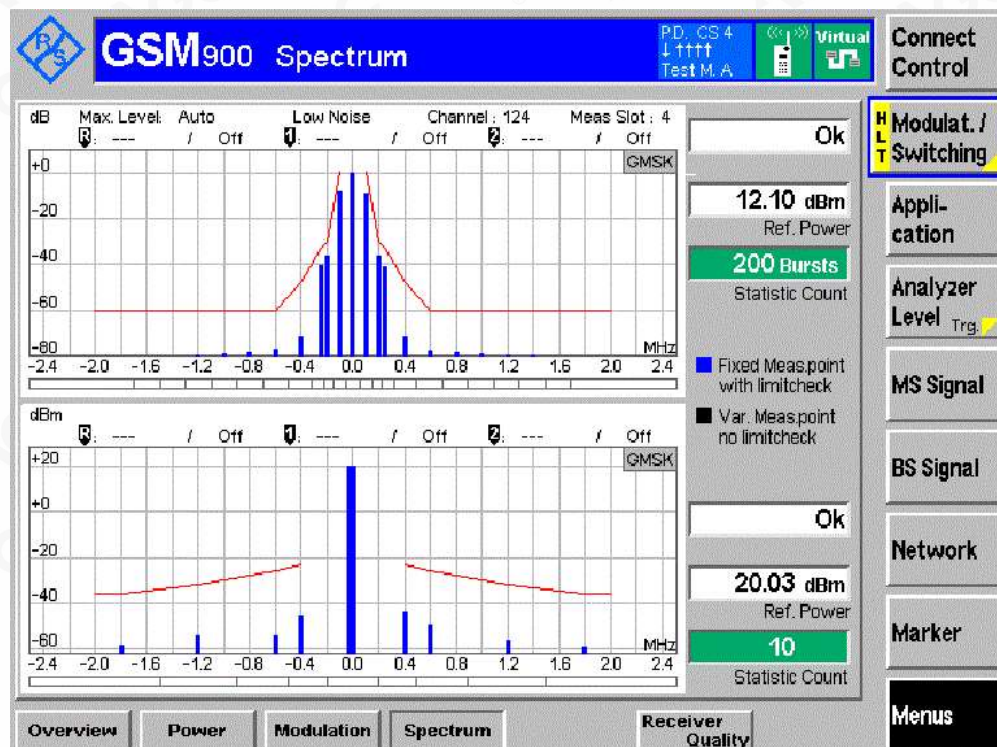 R&S
GSM900 Spectrum
PD, CS 4
Test M. A
Virtual
Connect Control
HLT
Modulat. / Switching
Appli-cation
Analyzer Level Trg.
MS Signal
BS Signal
Network
Marker
Menus
dB Max. Level: Auto Low Noise Channel : 124 Meas Slot : 4
R: --- / Off 1: --- / Off 2: --- / Off
GMSK
+0
-20
-40
-60
-80
MHz
-2.4 -2.0 -1.6 -1.2 -0.8 -0.4 0.0 0.4 0.8 1.2 1.6 2.0 2.4
Ok
12.10 dBm
Ref. Power
200 Bursts
Statistic Count
Fixed Meas.point
with limitcheck
Var. Meas.point
no limitcheck
dBm
R: --- / Off 1: --- / Off 2: --- / Off
GMSK
+20
+0
-20
-40
-60
MHz
-2.4 -2.0 -1.6 -1.2 -0.8 -0.4 0.0 0.4 0.8 1.2 1.6 2.0 2.4
Ok
20.03 dBm
Ref. Power
10
Statistic Count
Overview
Power
Modulation
Spectrum
Receiver Quality